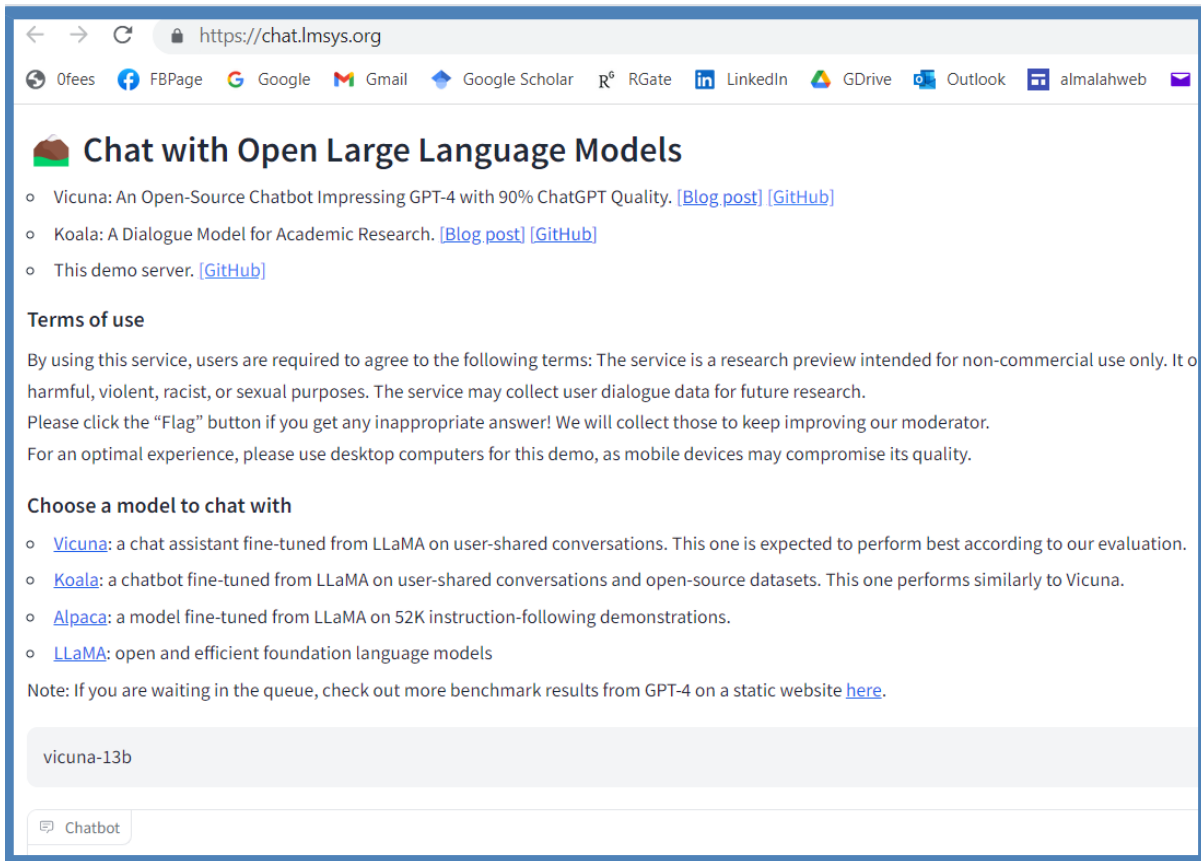 https://chat.lmsys.org
0fees FBPage Google Gmail Google Scholar RGate LinkedIn GDrive Outlook almalahweb
Chat with Open Large Language Models
Vicuna: An Open-Source Chatbot Impressing GPT-4 with 90% ChatGPT Quality. [Blog post] [GitHub]
Koala: A Dialogue Model for Academic Research. [Blog post] [GitHub]
This demo server. [GitHub]
Terms of use
By using this service, users are required to agree to the following terms: The service is a research preview intended for non-commercial use only. It o
harmful, violent, racist, or sexual purposes. The service may collect user dialogue data for future research.
Please click the “Flag” button if you get any inappropriate answer! We will collect those to keep improving our moderator.
For an optimal experience, please use desktop computers for this demo, as mobile devices may compromise its quality.
Choose a model to chat with
Vicuna: a chat assistant fine-tuned from LLaMA on user-shared conversations. This one is expected to perform best according to our evaluation.
Koala: a chatbot fine-tuned from LLaMA on user-shared conversations and open-source datasets. This one performs similarly to Vicuna.
Alpaca: a model fine-tuned from LLaMA on 52K instruction-following demonstrations.
LLaMA: open and efficient foundation language models
Note: If you are waiting in the queue, check out more benchmark results from GPT-4 on a static website here.
vicuna-13b
Chatbot